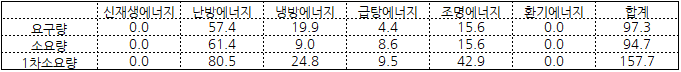 신재생에너지 난방에너지 냉방에너지 급탕에너지 조명에너지 환기에너지 합계
요구량 0.0 57.4 19.9 4.4 15.6 0.0 97.3
소요량 0.0 61.4 9.0 8.6 15.6 0.0 94.7
1차소요량 0.0 80.5 24.8 9.5 42.9 0.0 157.7